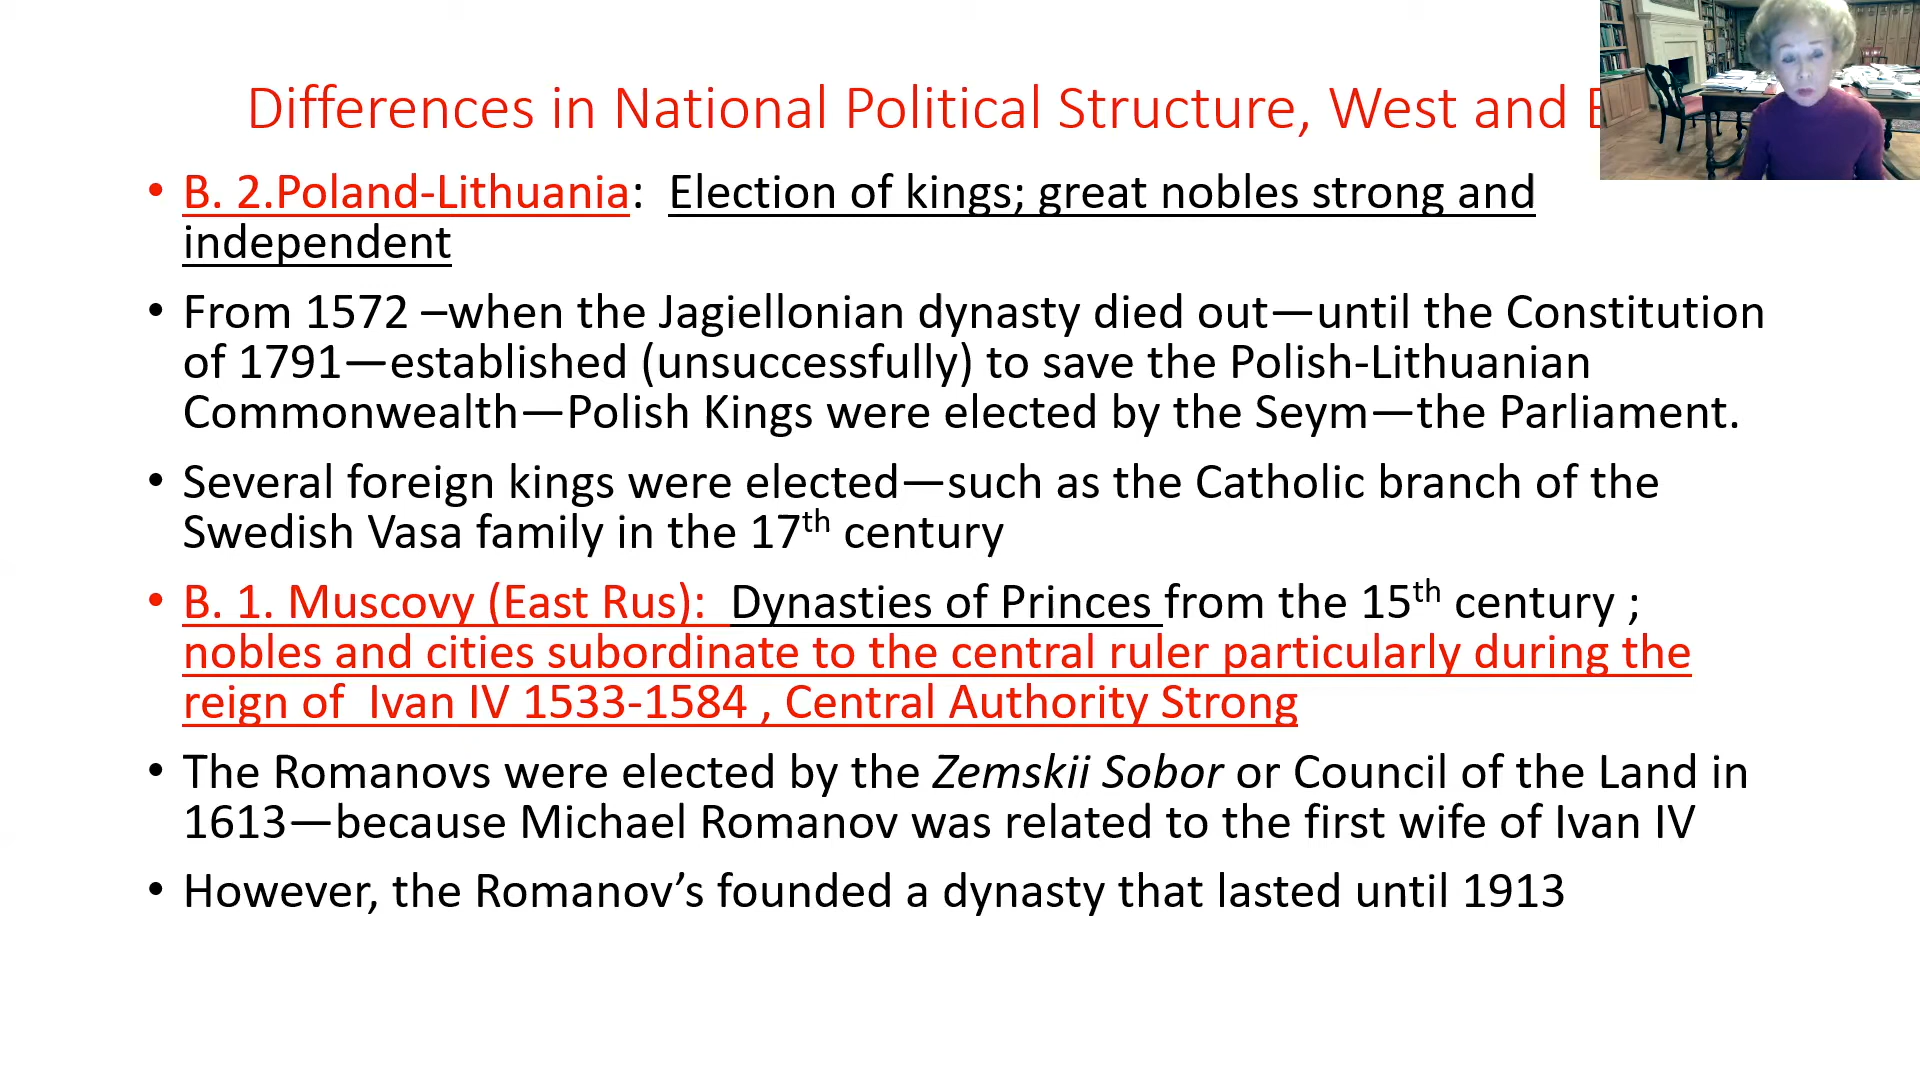 Differences in National Political Structure, West and
• B. 2.Poland-Lithuania:  Election of kings; great nobles strong and
independent
• From 1572 –when the Jagiellonian dynasty died out—until the Constitution
of 1791—established (unsuccessfully) to save the Polish-Lithuanian
Commonwealth—Polish Kings were elected by the Seym—the Parliament.
• Several foreign kings were elected—such as the Catholic branch of the
Swedish Vasa family in the 17th century
• B. 1. Muscovy (East Rus):  Dynasties of Princes from the 15th century ;
nobles and cities subordinate to the central ruler particularly during the
reign of  Ivan IV 1533-1584 , Central Authority Strong
• The Romanovs were elected by the Zemskii Sobor or Council of the Land in
1613—because Michael Romanov was related to the first wife of Ivan IV
• However, the Romanov’s founded a dynasty that lasted until 1913